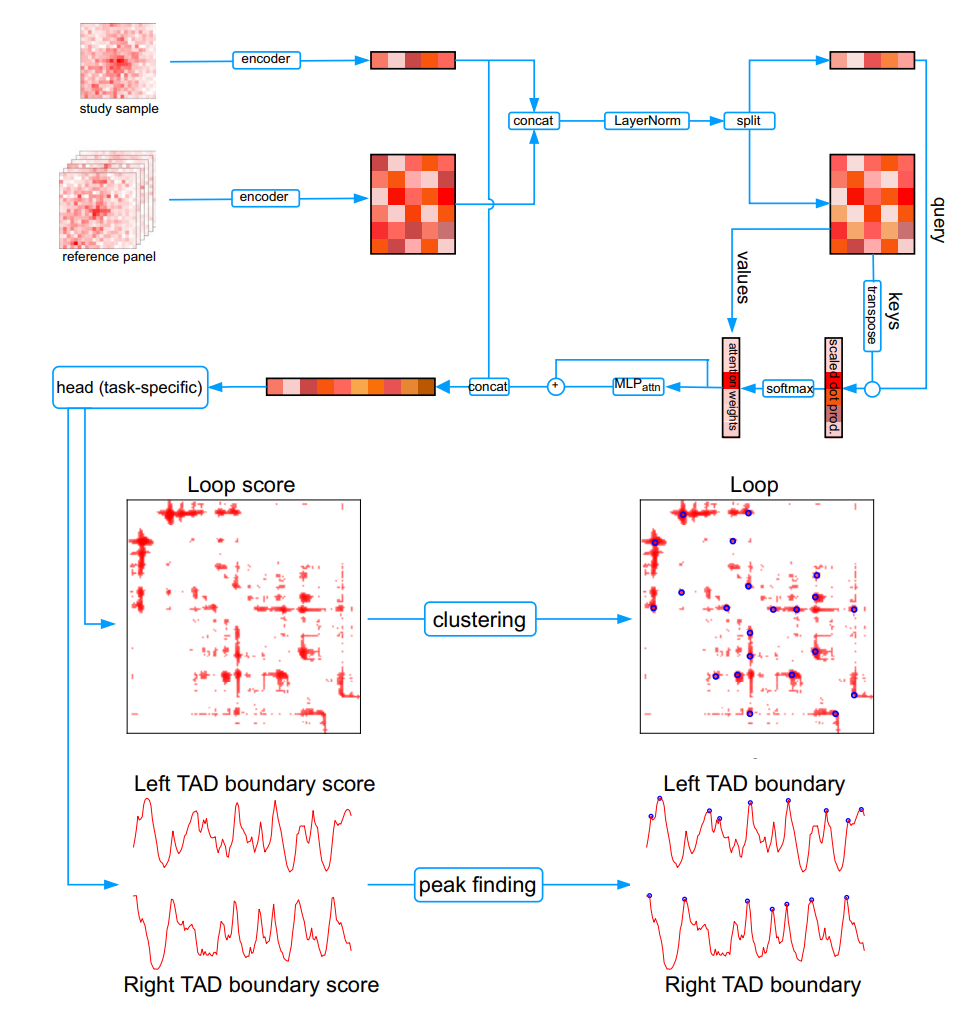 encoder
study sample
concat
LayerNorm
split
encoder
reference panel
query
values
keys
transpose
head (task-specific)
concat
+
MLPattn
attention weights
softmax
scaled dot prod.
Loop score
Loop
clustering
Left TAD boundary score
Left TAD boundary
peak finding
Right TAD boundary score
Right TAD boundary